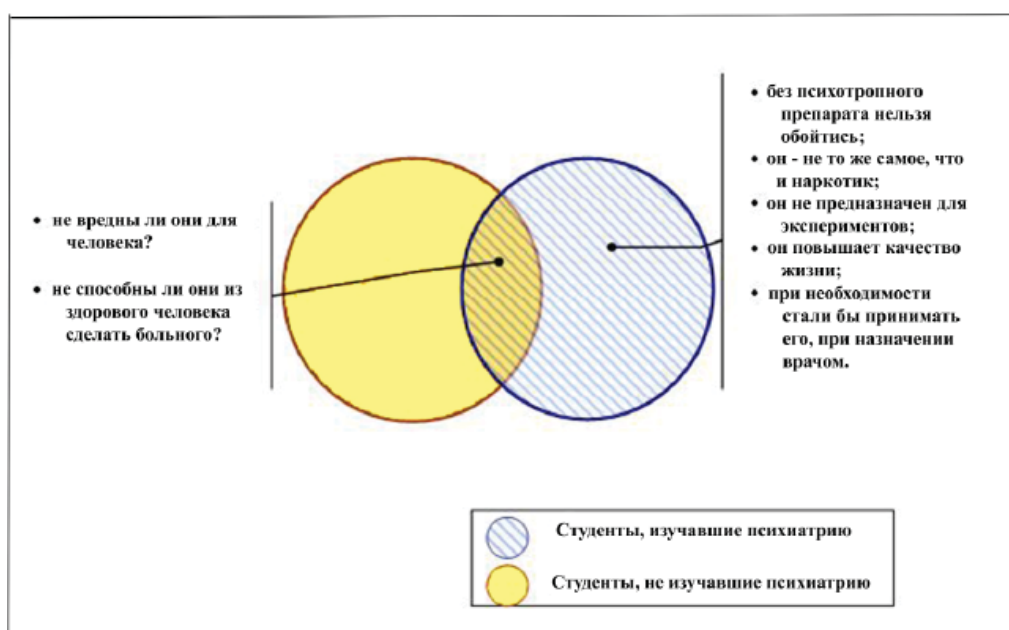 не вредны ли они для
человека?
не способны ли они из
здорового человека
сделать больного?
без психотропного
препарата нельзя
обойтись;
он - не то же самое, что
и наркотик;
он не предназначен для
экспериментов;
он повышает качество
жизни;
при необходимости
стали бы принимать
его, при назначении
врачом.
Студенты, изучавшие психиатрию
Студенты, не изучавшие психиатрию